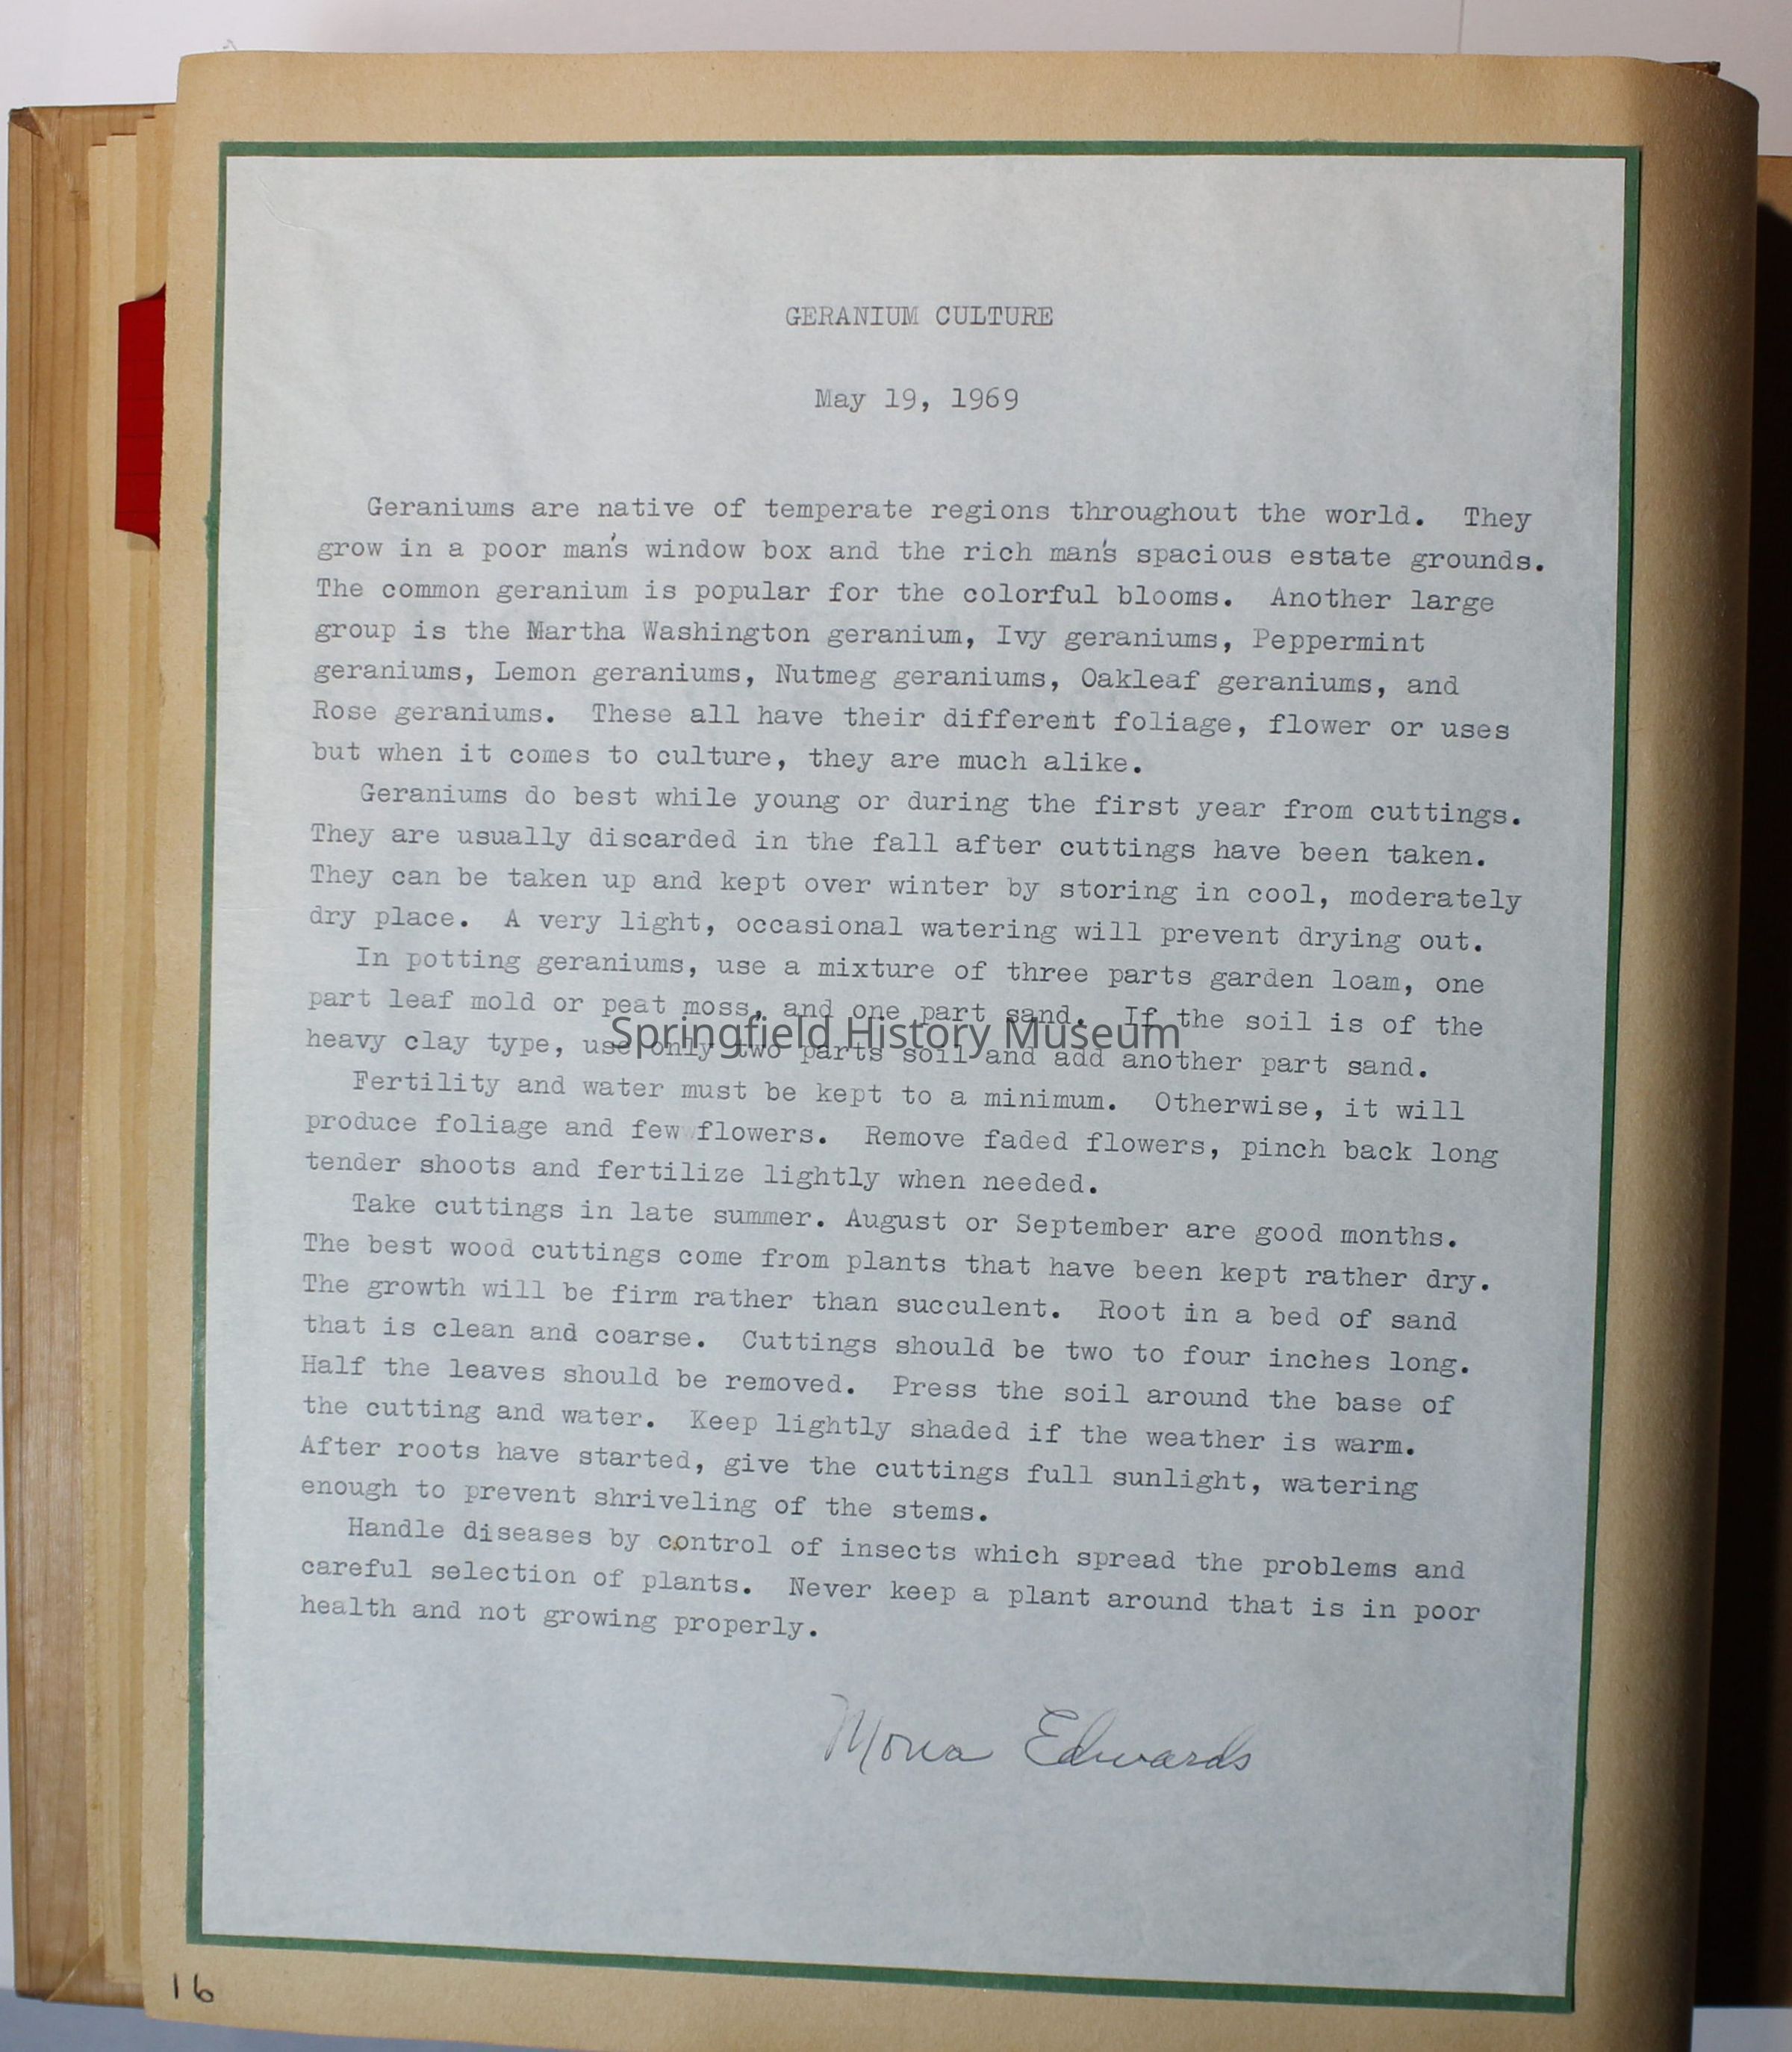 GERANIUM CULTURE
May 19, 1969
Geraniums are native of temperate regions throughout the world. They
grow in a poor man's window box and the rich man's spacious estate grounds.
The common geranium is popular for the colorful blooms. Another large
group is the Martha Washington geranium, Ivy geraniums, Peppermint
geraniums, Lemon geraniums, Nutmeg geraniums, Oakleaf geraniums, and
Rose geraniums. These all have their different foliage, flower or uses
but when it comes to culture, they are much alike.
Geraniums do best while young or during the first year from cuttings.
They are usually discarded in the fall after cuttings have been taken.
They can be taken up and kept over winter by storing in cool, moderately
dry place. A very light, occasional watering will prevent drying out.
In potting geraniums, use a mixture of three parts garden loam, one
part leaf mold or peat moss, and one part sand. If the soil is of the
heavy clay type, use only two parts soil and add another part sand.
Springfield History Museum
Fertility and water must be kept to a minimum. Otherwise, it will
produce foliage and few flowers. Remove faded flowers, pinch back long
tender shoots and fertilize lightly when needed.
Take cuttings in late summer. August or September are good months.
The best wood cuttings come from plants that have been kept rather dry.
The growth will be firm rather than succulent. Root in a bed of sand
that is clean and coarse. Cuttings should be two to four inches long.
Half the leaves should be removed. Press the soil around the base of
the cutting and water. Keep lightly shaded if the weather is warm.
After roots have started, give the cuttings full sunlight, watering
enough to prevent shriveling of the stems.
Handle diseases by control of insects which spread the problems and
careful selection of plants. Never keep a plant around that is in poor
health and not growing properly.
Mona Edwards
16